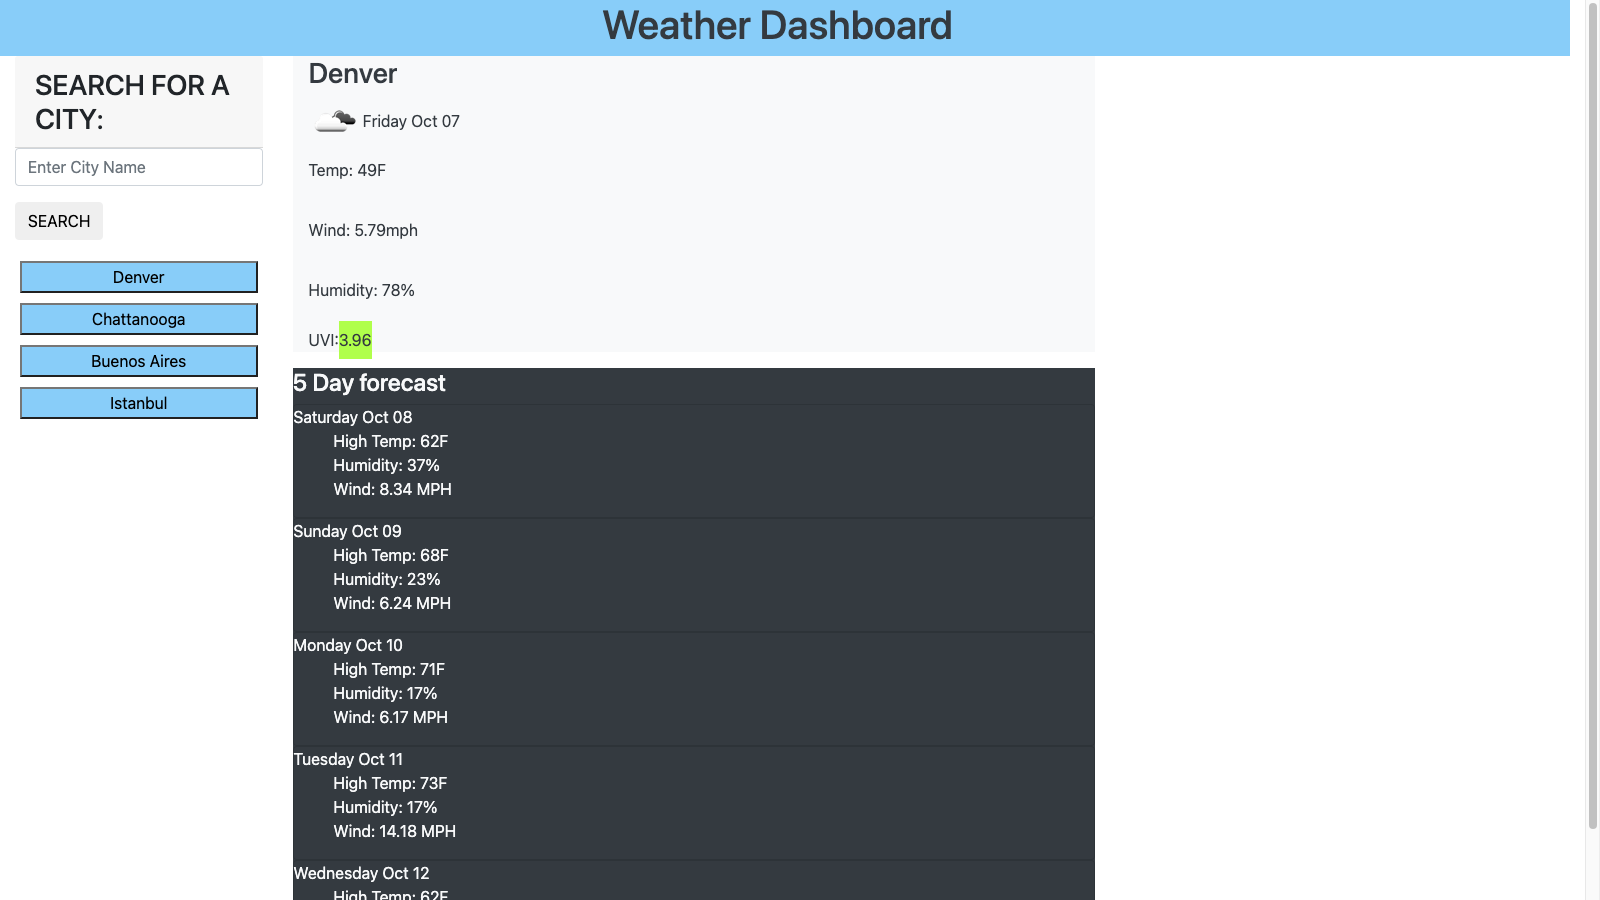 Weather Dashboard
SEARCH FOR A
CITY:
Enter City Name
SEARCH
Denver
Chattanooga
Buenos Aires
Istanbul
Denver
Friday Oct 07
Temp: 49F
Wind: 5.79mph
Humidity: 78%
UVI:3.96
5 Day forecast
Saturday Oct 08
High Temp: 62F
Humidity: 37%
Wind: 8.34 MPH
Sunday Oct 09
High Temp: 68F
Humidity: 23%
Wind: 6.24 MPH
Monday Oct 10
High Temp: 71F
Humidity: 17%
Wind: 6.17 MPH
Tuesday Oct 11
High Temp: 73F
Humidity: 17%
Wind: 14.18 MPH
Wednesday Oct 12
High Temp: 62F